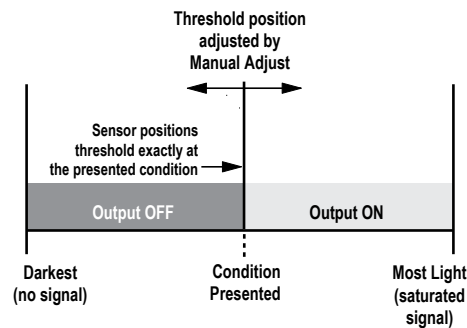 Threshold position
adjusted by
Manual Adjust
Sensor positions
threshold exactly at
the presented condition
Output OFF
Output ON
Darkest
(no signal)
Condition
Presented
Most Light
(saturated
signal)